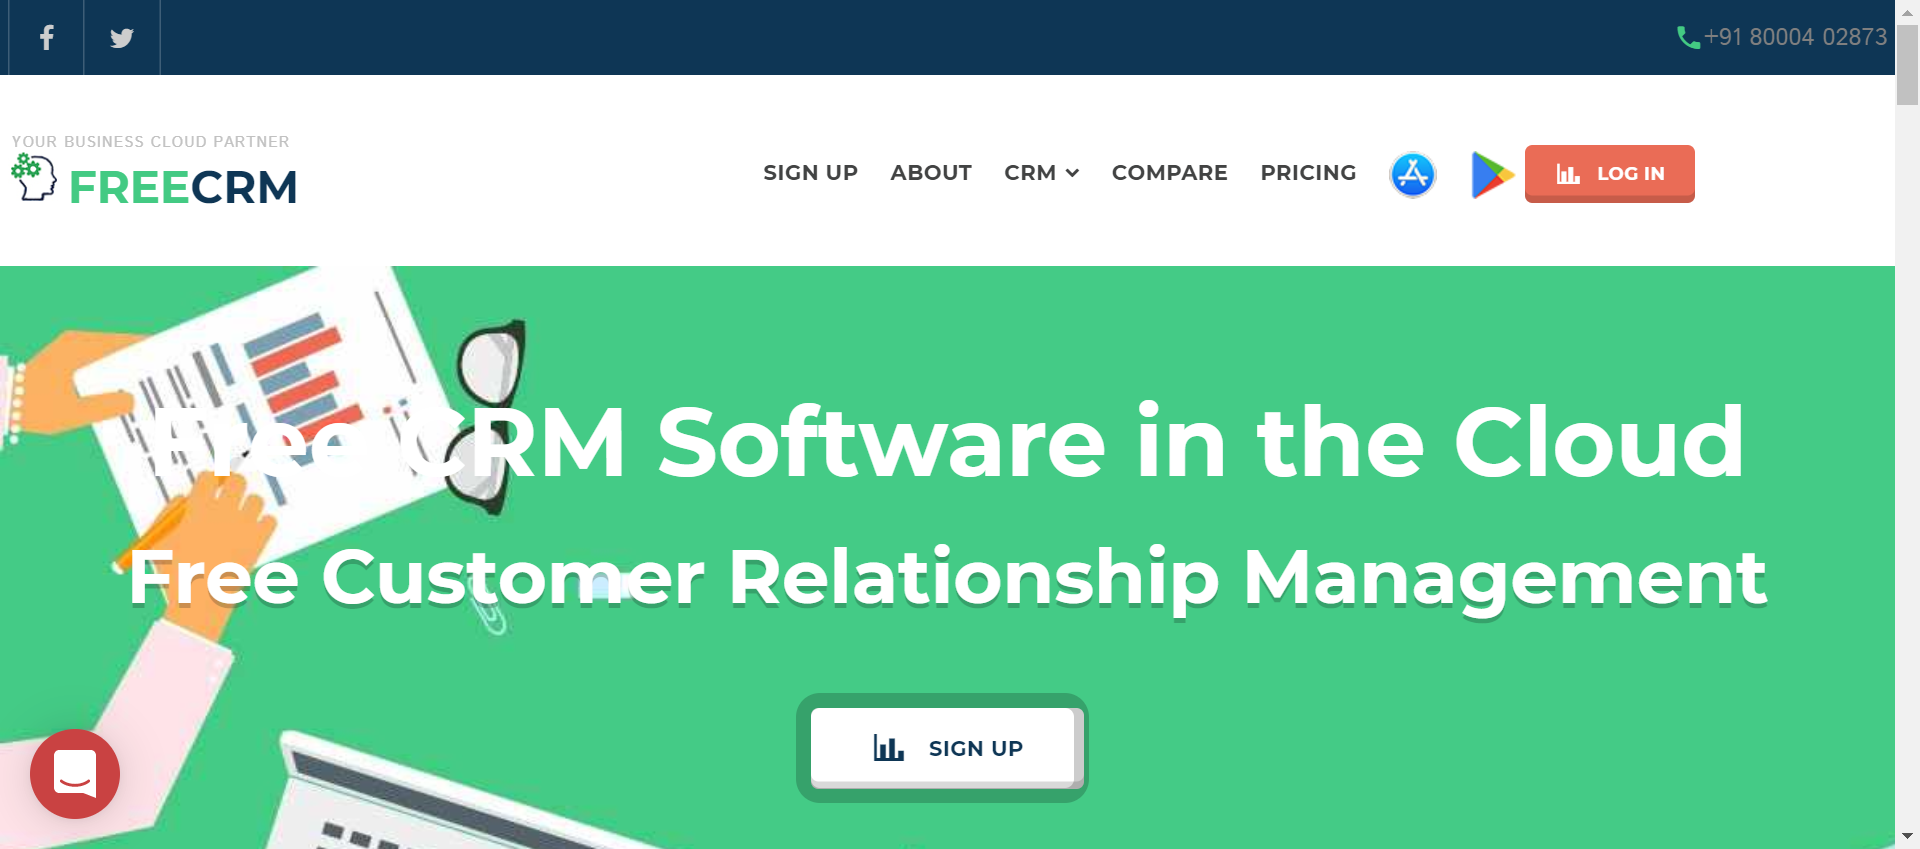 +91 80004 02873
YOUR BUSINESS CLOUD PARTNER
FREECRM
SIGN UP ABOUT CRM COMPARE PRICING LOG IN
Free CRM Software in the Cloud
Free Customer Relationship Management
SIGN UP